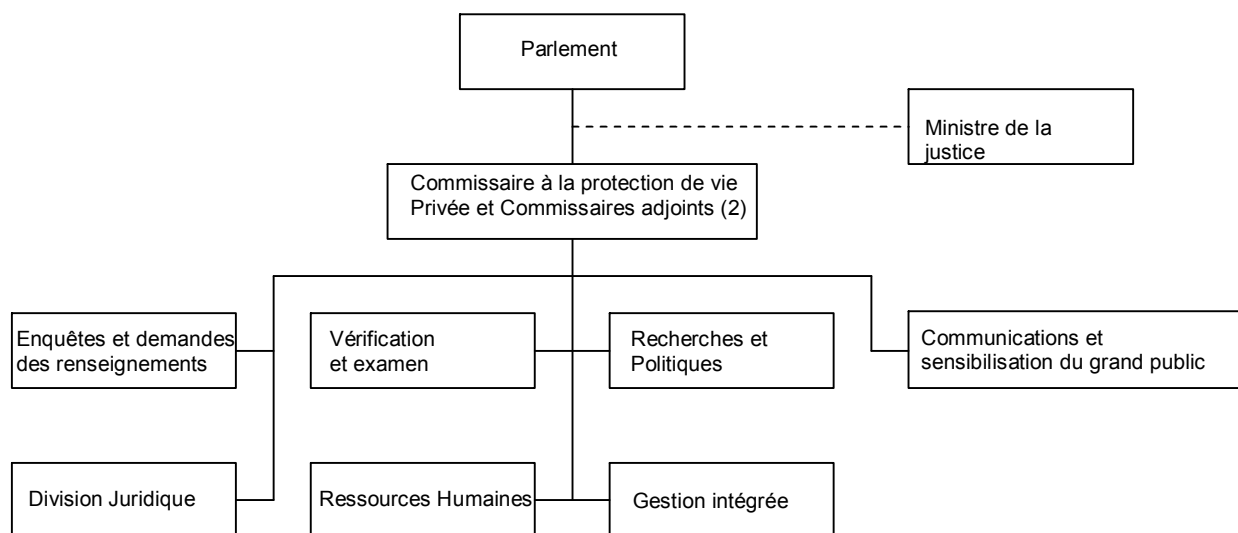 Parlement
Ministre de la
justice
Commissaire à la protection de vie
Privée et Commissaires adjoints (2)
Enquêtes et demandes
des renseignements
Vérification
et examen
Recherches et
Politiques
Communications et
sensibilisation du grand public
Division Juridique
Ressources Humaines
Gestion intégrée